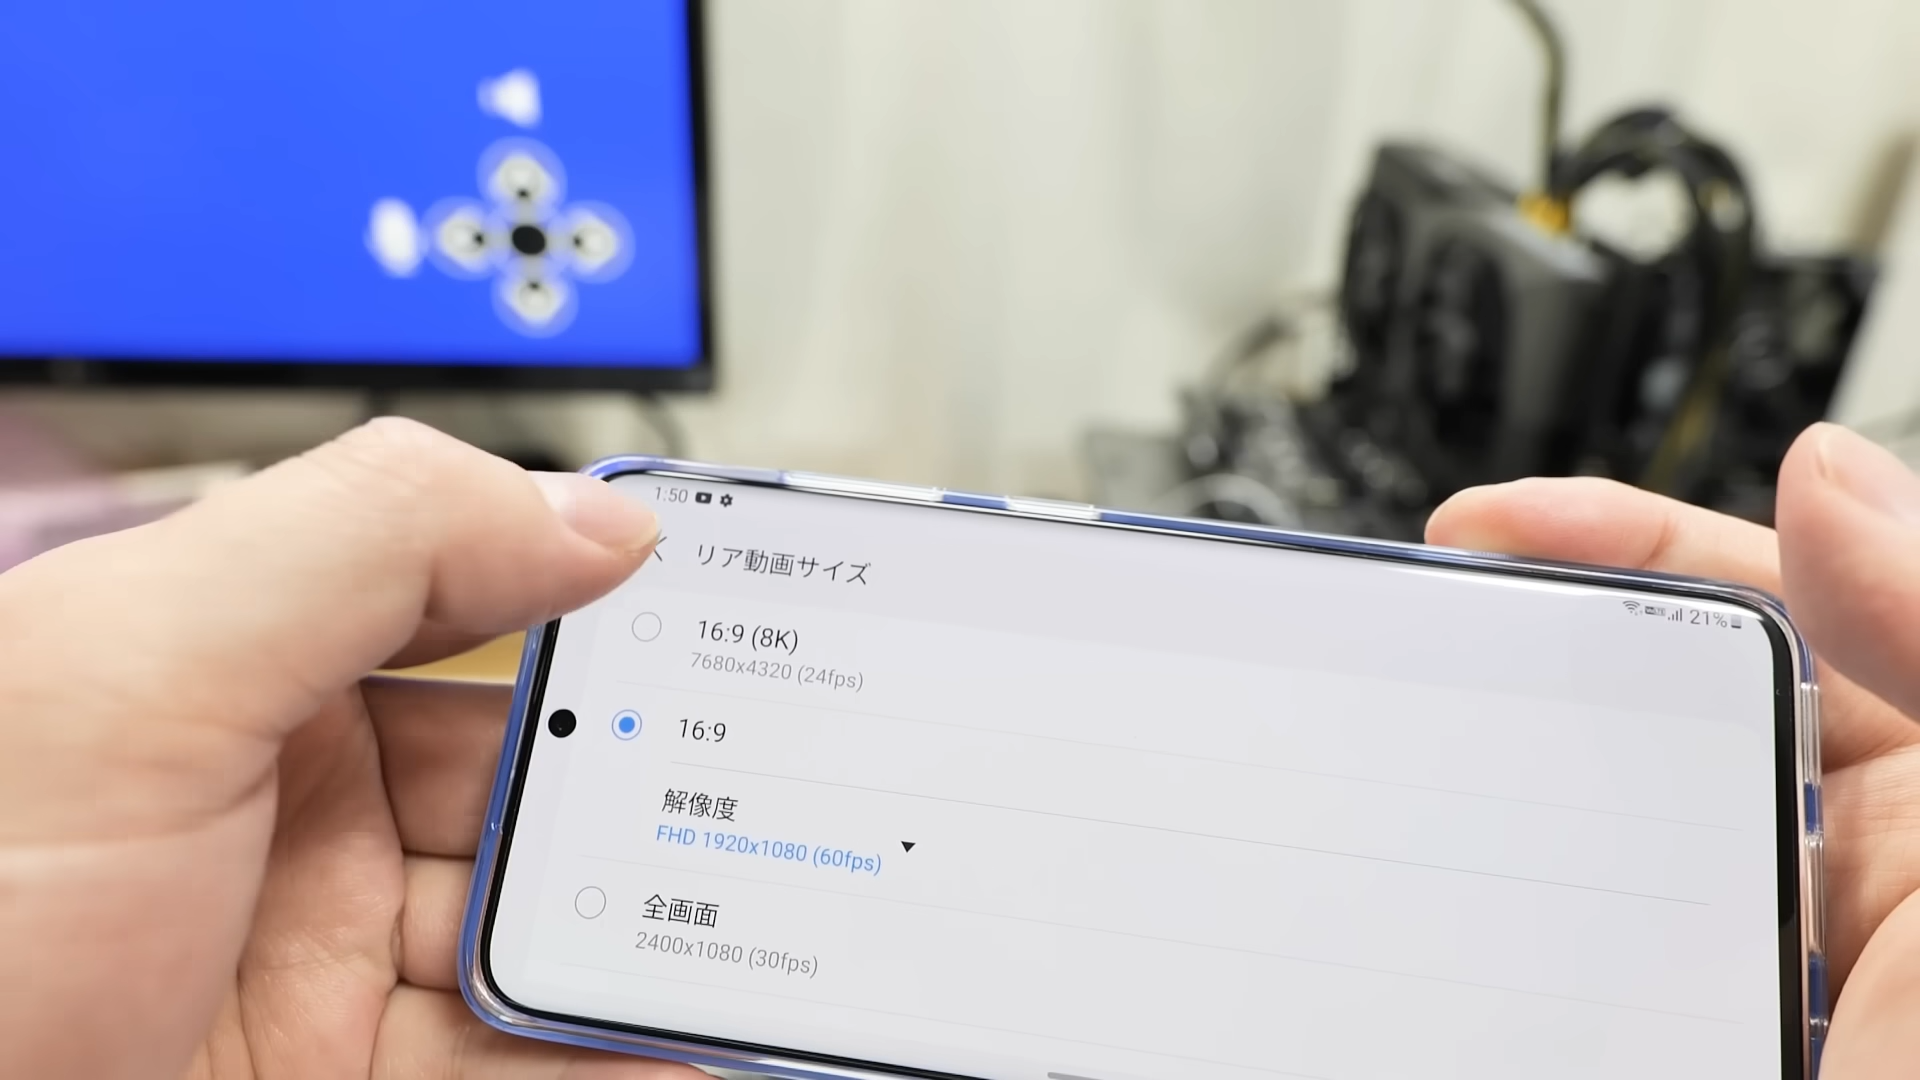 1:50
21%
リア動画サイズ
16:9 (8K)
7680x4320 (24fps)
16:9
解像度
FHD 1920x1080 (60fps)
全画面
2400x1080 (30fps)